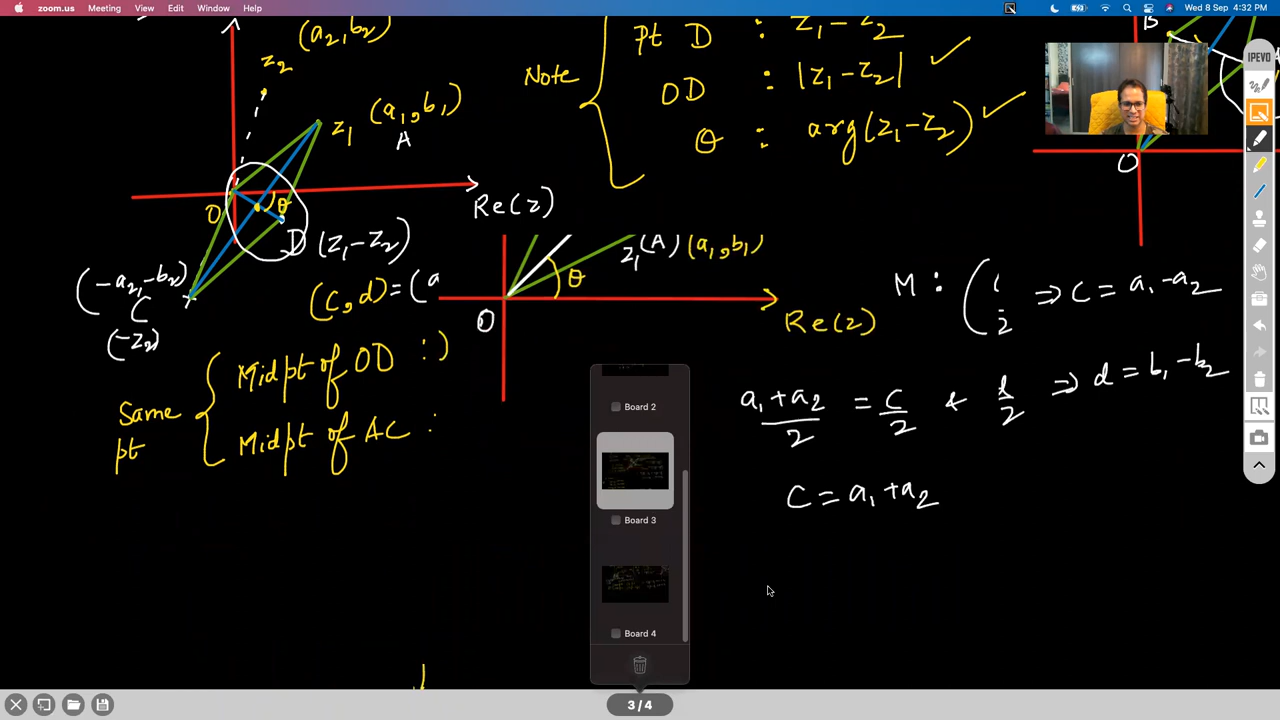 zoom.us Meeting View Edit Window Help
Wed 8 Sep 4:32 PM
IPEVO
(a2, b2)
z2
z1 (a1, b1)
A
O
θ
Re(z)
D (z1-z2)
(-a2, -b2)
C
(-z2)
(c, d) = (a
Same pt
Midpt of OD :)
Midpt of AC :
Note
pt D : z1 - z2
OD : |z1 - z2| ✓
θ : arg(z1 - z2) ✓
B
O
z1(A) (a1, b1)
θ
O
Re(z)
M : ( ⇒ c = a1 - a2
2
a1 + a2 / 2 = c / 2 & d / 2 ⇒ d = b1 - b2
c = a1 + a2
Board 2
Board 3
Board 4
3 / 4